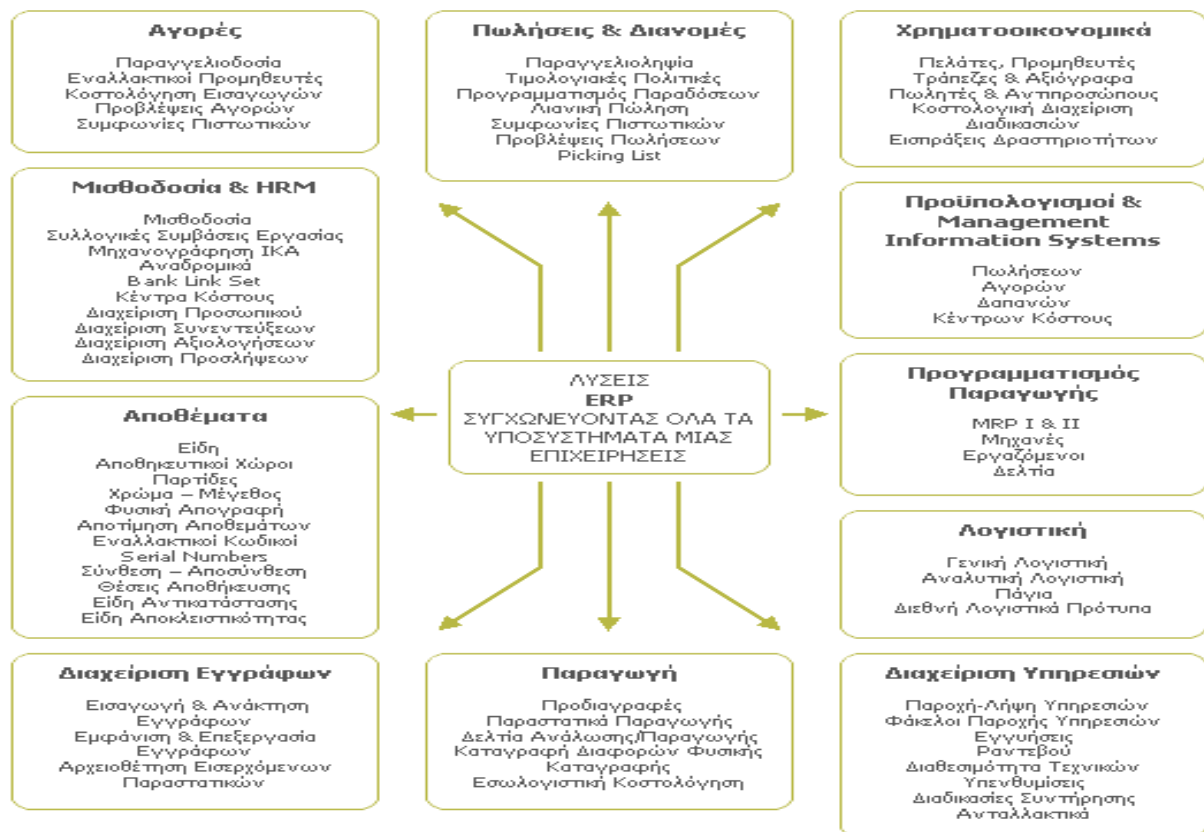 Αγορές
Παραγγελιοδοσία
Εναλλακτικοί Προμηθευτές
Κοστολόγηση Εισαγωγών
Προβλέψεις Αγορών
Συμφωνίες Πιστωτικών
Πωλήσεις & Διανομές
Παραγγελιοληψία
Τιμολογιακές Πολιτικές
Προγραμματισμός Παραδόσεων
Λιανική Πώληση
Συμφωνίες Πιστωτικών
Προβλέψεις Πωλήσεων
Picking List
Χρηματοοικονομικά
Πελάτες, Προμηθευτές
Τράπεζες & Αξιόγραφα
Πωλητές & Αντιπροσώπους
Κοστολογική Διαχείριση
Διαδικασιών
Εισπράξεις Δραστηριοτήτων
Μισθοδοσία & HRM
Μισθοδοσία
Συλλογικές Συμβάσεις Εργασίας
Μηχανογράφηση ΙΚΑ
Αναδρομικά
Bank Link Set
Κέντρα Κόστους
Διαχείριση Προσωπικού
Διαχείριση Συνεντεύξεων
Διαχείριση Αξιολογήσεων
Διαχείριση Προσλήψεων
Προϋπολογισμοί &
Management
Information Systems
Πωλήσεων
Αγορών
Δαπανών
Κέντρων Κόστους
ΛΥΣΕΙΣ
ERP
ΣΥΓΧΩΝΕΥΟΝΤΑΣ ΟΛΑ ΤΑ
ΥΠΟΣΥΣΤΗΜΑΤΑ ΜΙΑΣ
ΕΠΙΧΕΙΡΗΣΕΙΣ
Προγραμματισμός
Παραγωγής
MRP I & II
Μηχανές
Εργαζόμενοι
Δελτία
Αποθέματα
Είδη
Αποθηκευτικοί Χώροι
Παρτίδες
Χρώμα – Μέγεθος
Φυσική Απογραφή
Αποτίμηση Αποθεμάτων
Εναλλακτικοί Κωδικοί
Serial Numbers
Σύνθεση – Αποσύνθεση
Θέσεις Αποθήκευσης
Είδη Αντικατάστασης
Είδη Αποκλειστικότητας
Λογιστική
Γενική Λογιστική
Αναλυτική Λογιστική
Πάγια
Διεθνή Λογιστικά Πρότυπα
Διαχείριση Εγγράφων
Εισαγωγή & Ανάκτηση
Εγγράφων
Εμφάνιση & Επεξεργασία
Εγγράφων
Αρχειοθέτηση Εισερχόμενων
Παραστατικών
Παραγωγή
Προδιαγραφές
Παραστατικά Παραγωγής
Δελτία Ανάλωσης/Παραγωγής
Καταγραφή Διαφορών Φυσικής
Καταγραφής
Εσωλογιστική Κοστολόγηση
Διαχείριση Υπηρεσιών
Παροχή-Λήψη Υπηρεσιών
Φάκελοι Παροχής Υπηρεσιών
Εγγυήσεις
Ραντεβού
Διαθεσιμότητα Τεχνικών
Υπενθυμίσεις
Διαδικασίες Συντήρησης
Ανταλλακτικά